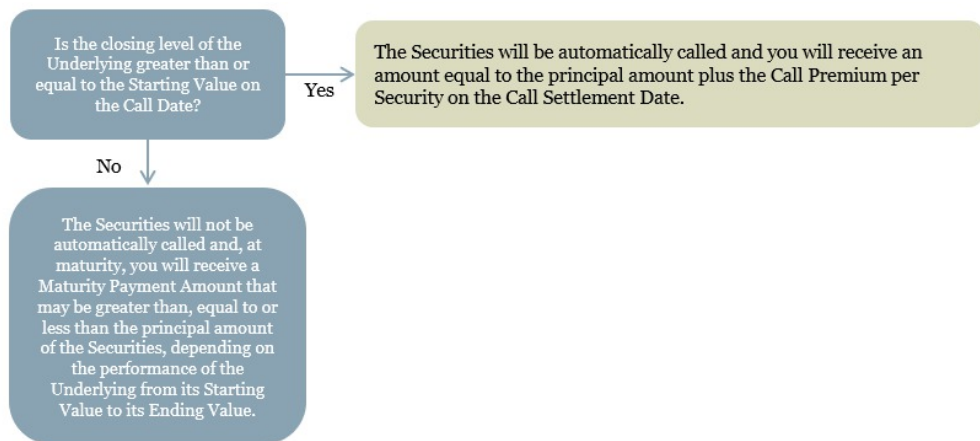 Is the closing level of the
Underlying greater than or
equal to the Starting Value on
the Call Date?
Yes
The Securities will be automatically called and you will receive an
amount equal to the principal amount plus the Call Premium per
Security on the Call Settlement Date.
No
The Securities will not be
automatically called and, at
maturity, you will receive a
Maturity Payment Amount that
may be greater than, equal to or
less than the principal amount
of the Securities, depending on
the performance of the
Underlying from its Starting
Value to its Ending Value.